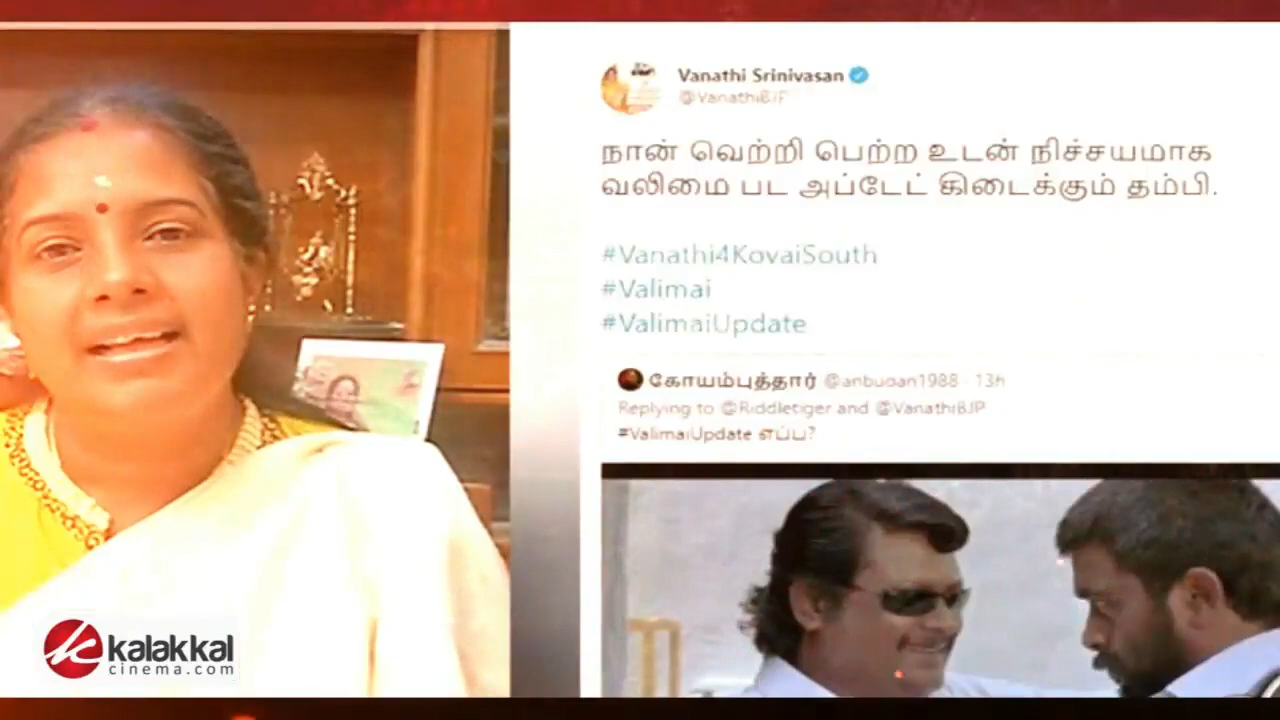 Vanathi Srinivasan
@VanathiBJP
நான் வெற்றி பெற்ற உடன் நிச்சயமாக
வலிமை பட அப்டேட் கிடைக்கும் தம்பி.
#Vanathi4KovaiSouth
#Valimai
#ValimaiUpdate
கோயம்புத்தார் @anbuoan1988 · 13h
Replying to @Riddletiger and @VanathiBJP
#ValimaiUpdate எப்ப?
kalakkal
cinema.com